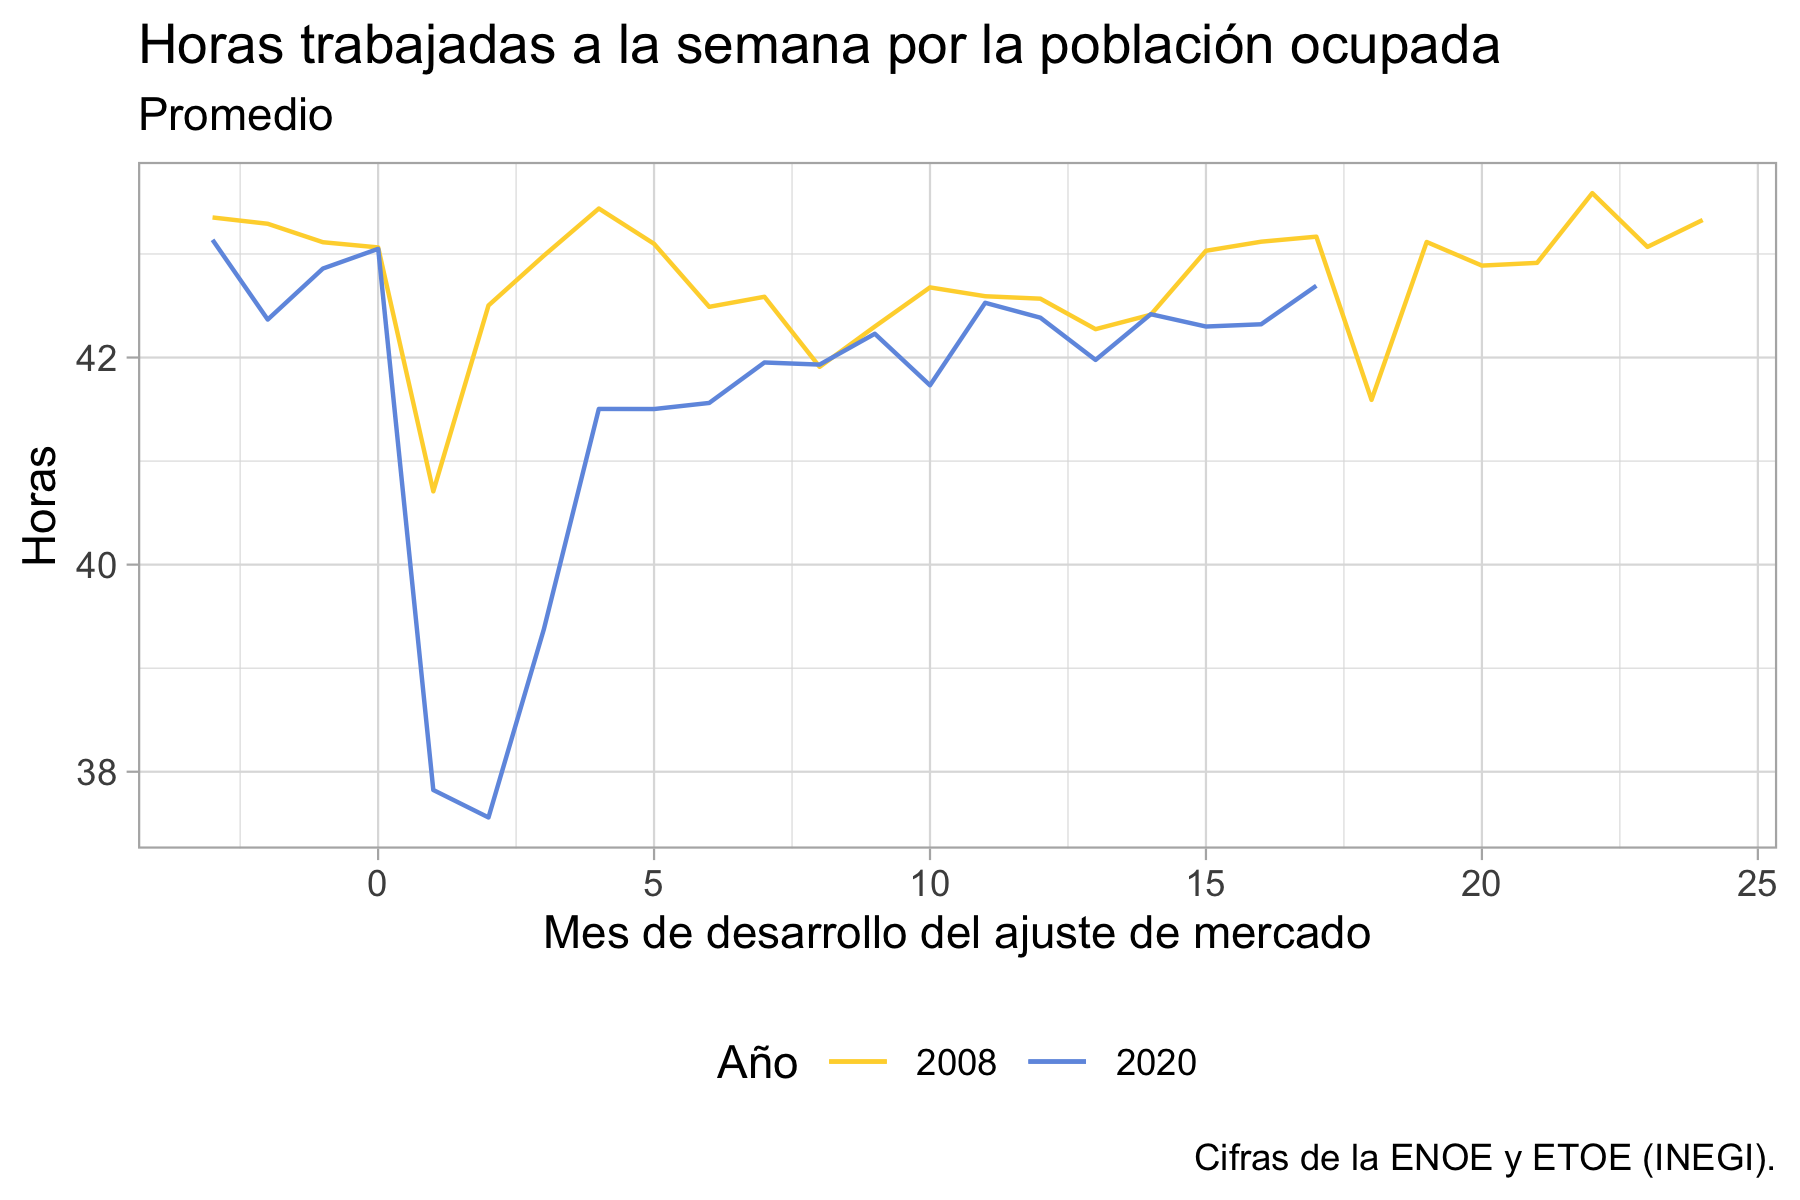 Horas trabajadas a la semana por la población ocupada
Promedio
Horas
42
40
38
0 5 10 15 20 25
Mes de desarrollo del ajuste de mercado
Año 2008 2020
Cifras de la ENOE y ETOE (INEGI).